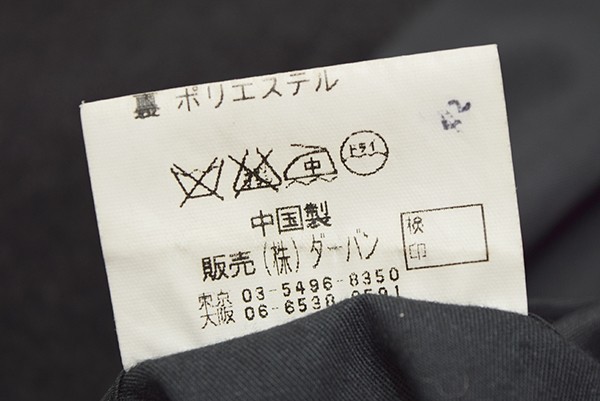 裏 ポリエステル
中 ドライ
中国製
販売 (株) ダーバン
検
印
東京 03-5496-8350
大阪 06-6538-